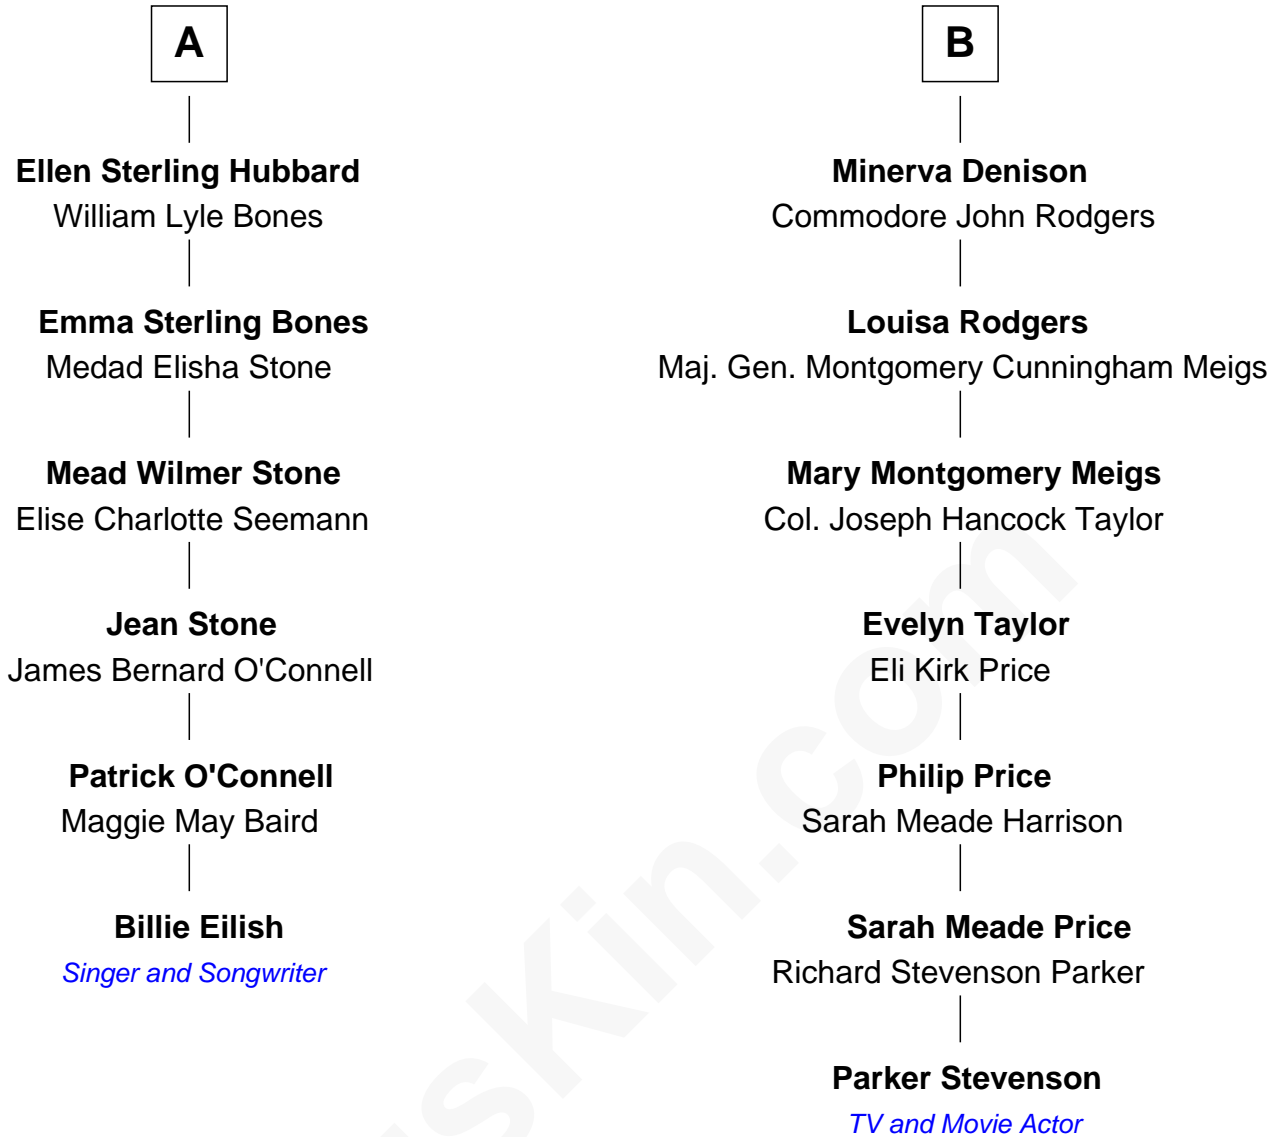 A
Ellen Sterling Hubbard
William Lyle Bones
Emma Sterling Bones
Medad Elisha Stone
Mead Wilmer Stone
Elise Charlotte Seemann
Jean Stone
James Bernard O'Connell
Patrick O'Connell
Maggie May Baird
Billie Eilish
Singer and Songwriter
B
Minerva Denison
Commodore John Rodgers
Louisa Rodgers
Maj. Gen. Montgomery Cunningham Meigs
Mary Montgomery Meigs
Col. Joseph Hancock Taylor
Evelyn Taylor
Eli Kirk Price
Philip Price
Sarah Meade Harrison
Sarah Meade Price
Richard Stevenson Parker
Parker Stevenson
TV and Movie Actor
sKin.com